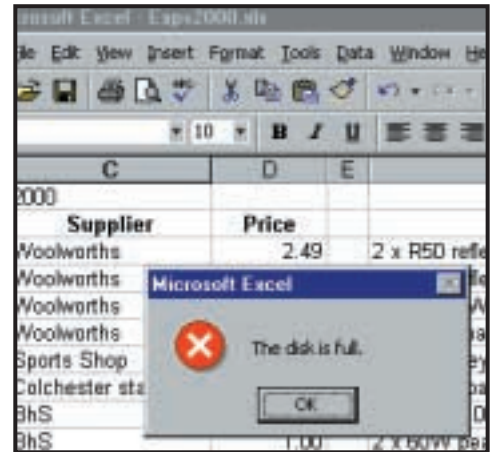 Microsoft Excel - Exps2000.xls
File Edit View Insert Format Tools Data Window He
10 B I U
C D E
2000
Supplier Price
Woolworths 2.49 2 x R50 refle
Woolworths
Woolworths
Woolworths
Sports Shop
Colchester sta
BhS
BhS 1.00 2 x 60W pea
Microsoft Excel
The disk is full.
OK